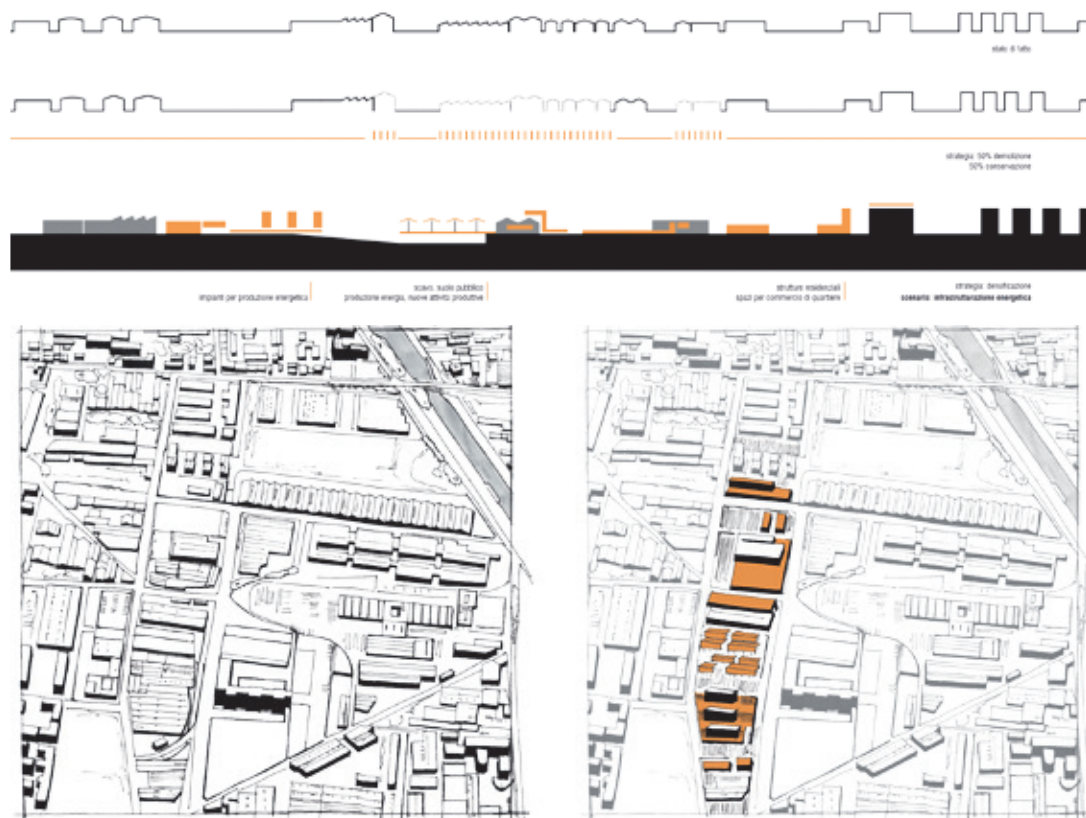 stato di fatto
strategia: 50% demolizione
50% conservazione
impianti per produzione energetica
scavo, suolo pubblico
produzione energia, nuove attività produttive
strutture residenziali
spazi per commercio di quartiere
strategia: densificazione
scenario: infrastrutturazione energetica